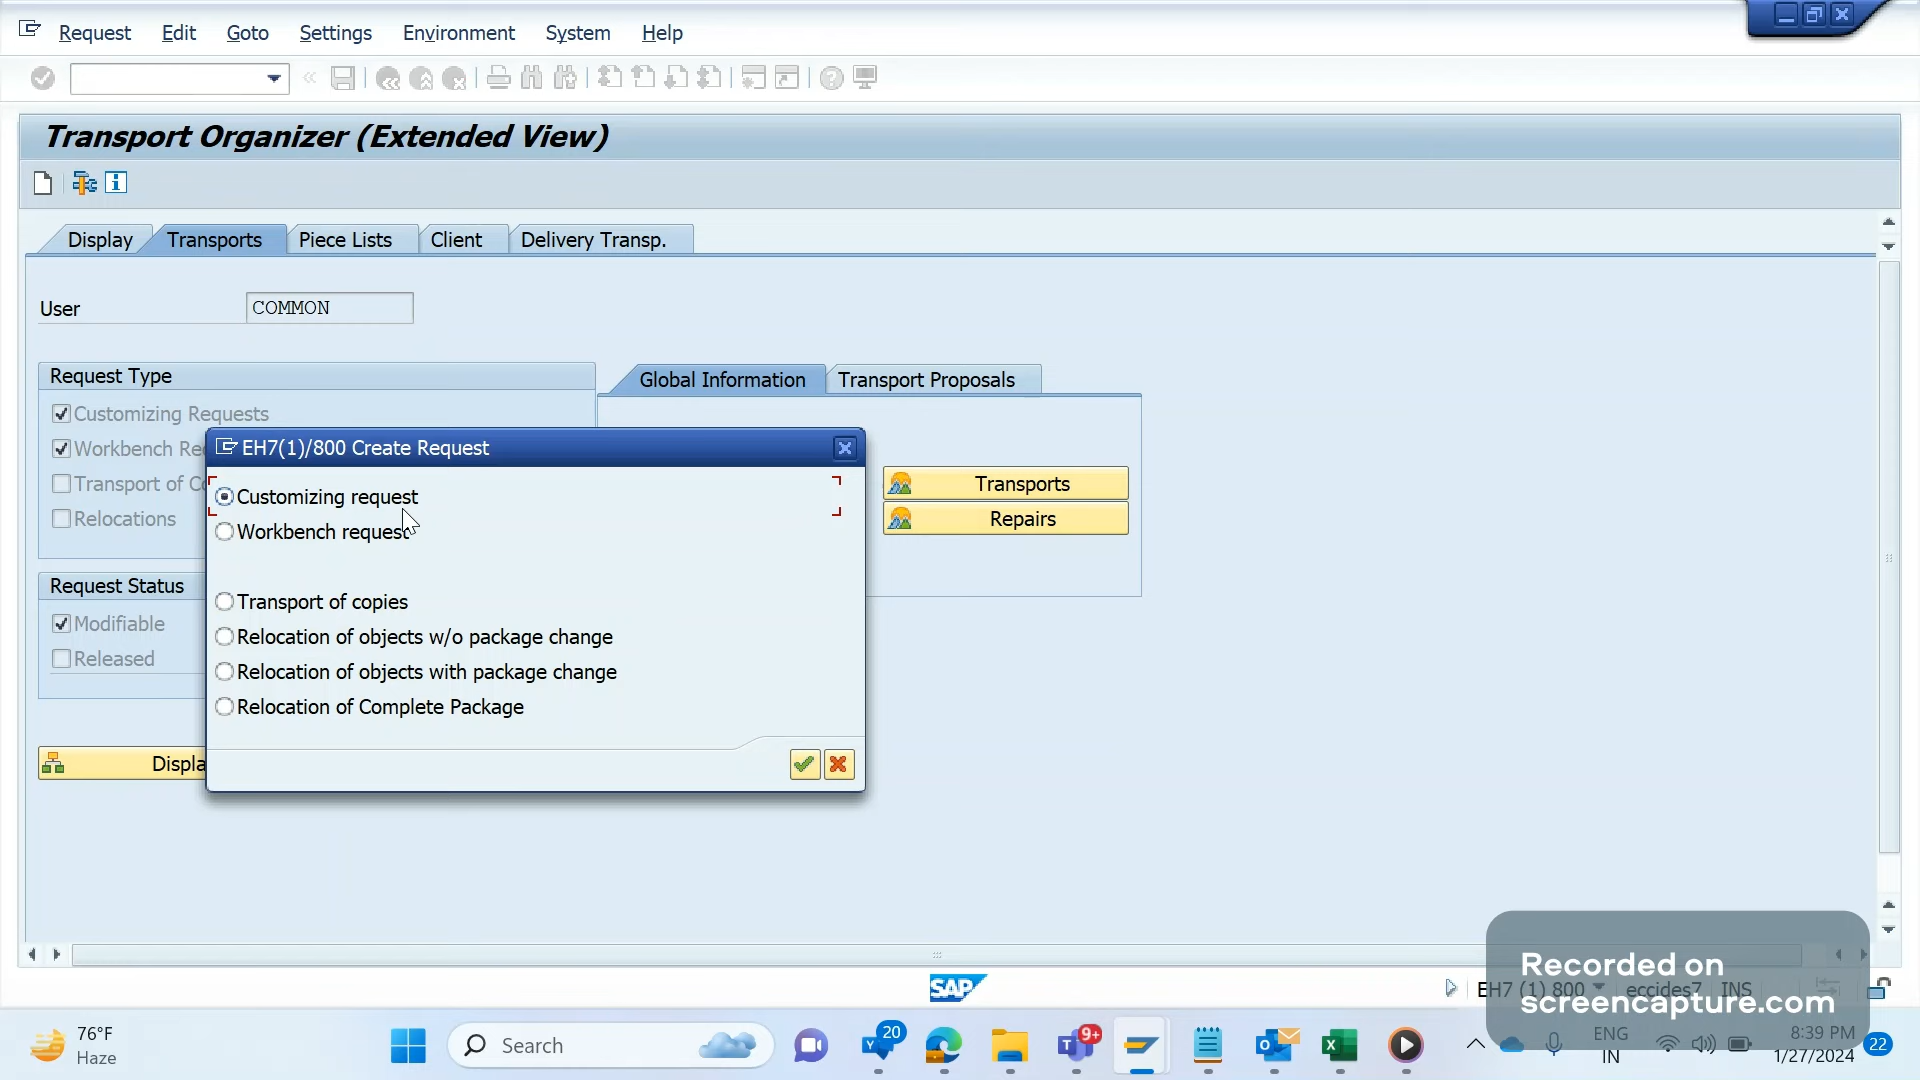 Request Edit Goto Settings Environment System Help
Transport Organizer (Extended View)
Display Transports Piece Lists Client Delivery Transp.
User COMMON
Request Type
Customizing Requests
Workbench Re
Transport of Co
Relocations
Request Status
Modifiable
Released
Displa
Global Information Transport Proposals
Transports
Repairs
EH7(1)/800 Create Request
Customizing request
Workbench request
Transport of copies
Relocation of objects w/o package change
Relocation of objects with package change
Relocation of Complete Package
SAP
EH7 (1) 800 eccides7 INS
Recorded on
screencapture.com
76°F
Haze
Search
20
9+
ENG
IN
8:39 PM
1/27/2024
22